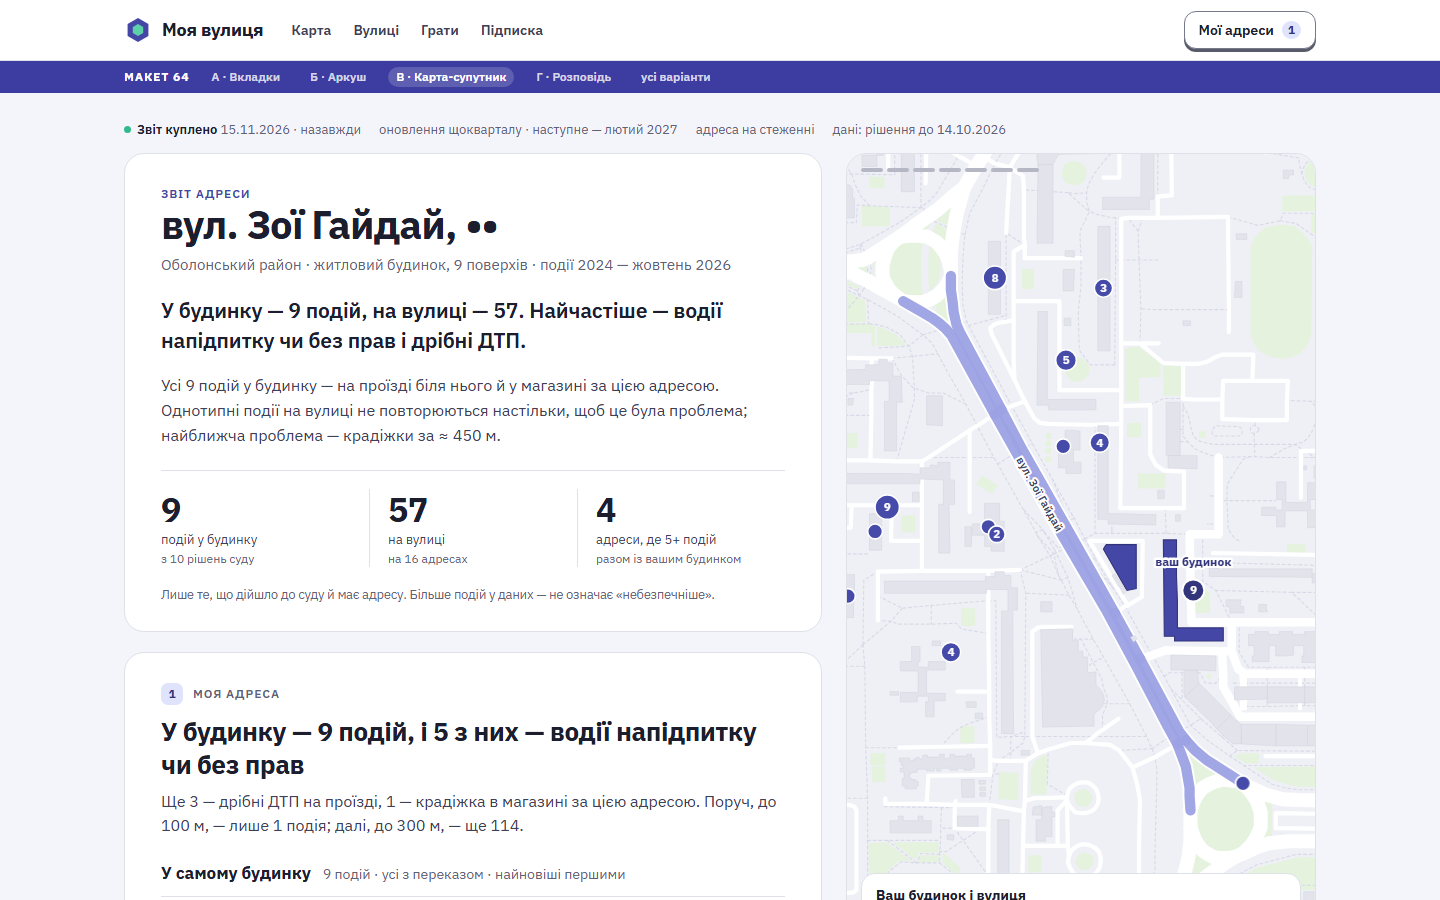 Моя вулиця
Карта Вулиці Грати Підписка
Мої адреси 1
МАКЕТ 64 А · Вкладки Б · Аркуш В · Карта-супутник Г · Розповідь усі варіанти
Звіт куплено 15.11.2026 · назавжди оновлення щокварталу · наступне — лютий 2027 адреса на стеженні дані: рішення до 14.10.2026
ЗВІТ АДРЕСИ
вул. Зої Гайдай, ••
Оболонський район · житловий будинок, 9 поверхів · події 2024 — жовтень 2026
У будинку — 9 подій, на вулиці — 57. Найчастіше — водії
напідпитку чи без прав і дрібні ДТП.
Усі 9 подій у будинку — на проїзді біля нього й у магазині за цією адресою.
Однотипні події на вулиці не повторюються настільки, щоб це була проблема;
найближча проблема — крадіжки за ≈ 450 м.
9 57 4
подій у будинку на вулиці адреси, де 5+ подій
з 10 рішень суду на 16 адресах разом із вашим будинком
Лише те, що дійшло до суду й має адресу. Більше подій у даних — не означає «небезпечніше».
1 МОЯ АДРЕСА
У будинку — 9 подій, і 5 з них — водії напідпитку
чи без прав
Ще 3 — дрібні ДТП на проїзді, 1 — крадіжка в магазині за цією адресою. Поруч, до
100 м, — лише 1 подія; далі, до 300 м, — ще 114.
У самому будинку 9 подій · усі з переказом · найновіші першими
8
3
5
4
вул. Зої Гайдай
9
2
ваш будинок
9
4
Ваш будинок і вулиця